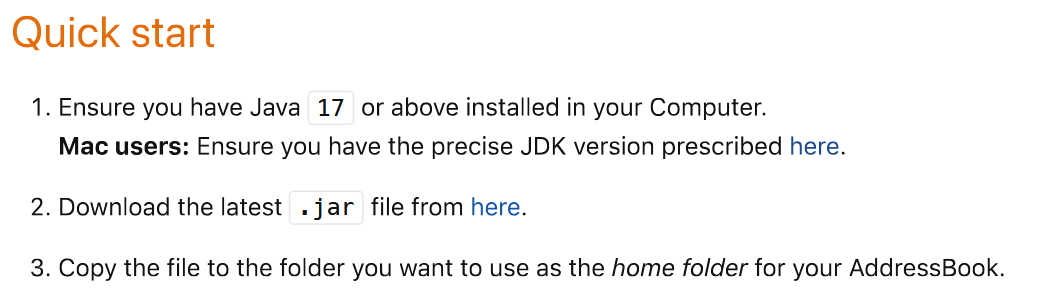 Quick start
1. Ensure you have Java 17 or above installed in your Computer.
Mac users: Ensure you have the precise JDK version prescribed here.
2. Download the latest .jar file from here.
3. Copy the file to the folder you want to use as the home folder for your AddressBook.